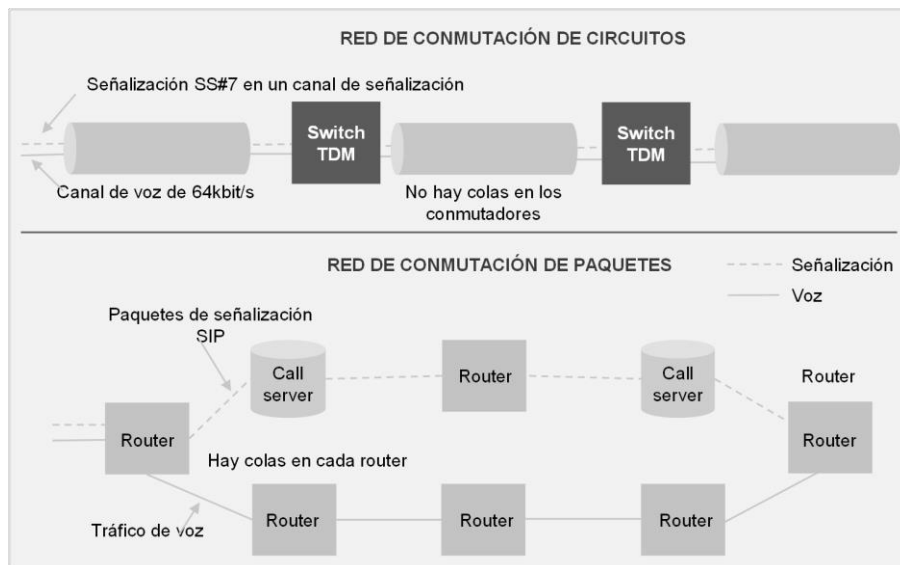 RED DE CONMUTACIÓN DE CIRCUITOS
Señalización SS#7 en un canal de señalización
Switch
TDM
Switch
TDM
Canal de voz de 64kbit/s
No hay colas en los
conmutadores
RED DE CONMUTACIÓN DE PAQUETES
Señalización
Voz
Paquetes de señalización
SIP
Call
server
Router
Call
server
Router
Router
Router
Hay colas en cada router
Tráfico de voz
Router
Router
Router